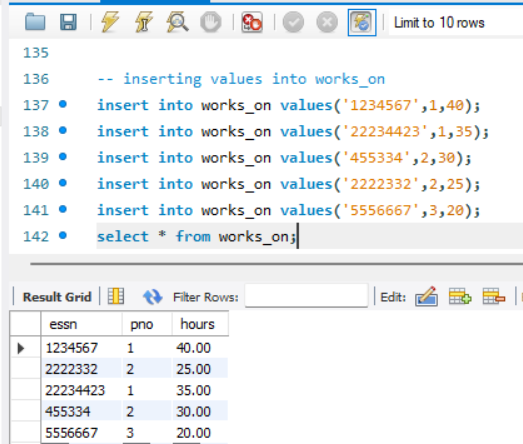 Limit to 10 rows
135
136 -- inserting values into works_on
137 insert into works_on values('1234567',1,40);
138 insert into works_on values('22234423',1,35);
139 insert into works_on values('455334',2,30);
140 insert into works_on values('2222332',2,25);
141 insert into works_on values('5556667',3,20);
142 select * from works_on;
Result Grid Filter Rows: Edit:
essn pno hours
1234567 1 40.00
2222332 2 25.00
22234423 1 35.00
455334 2 30.00
5556667 3 20.00